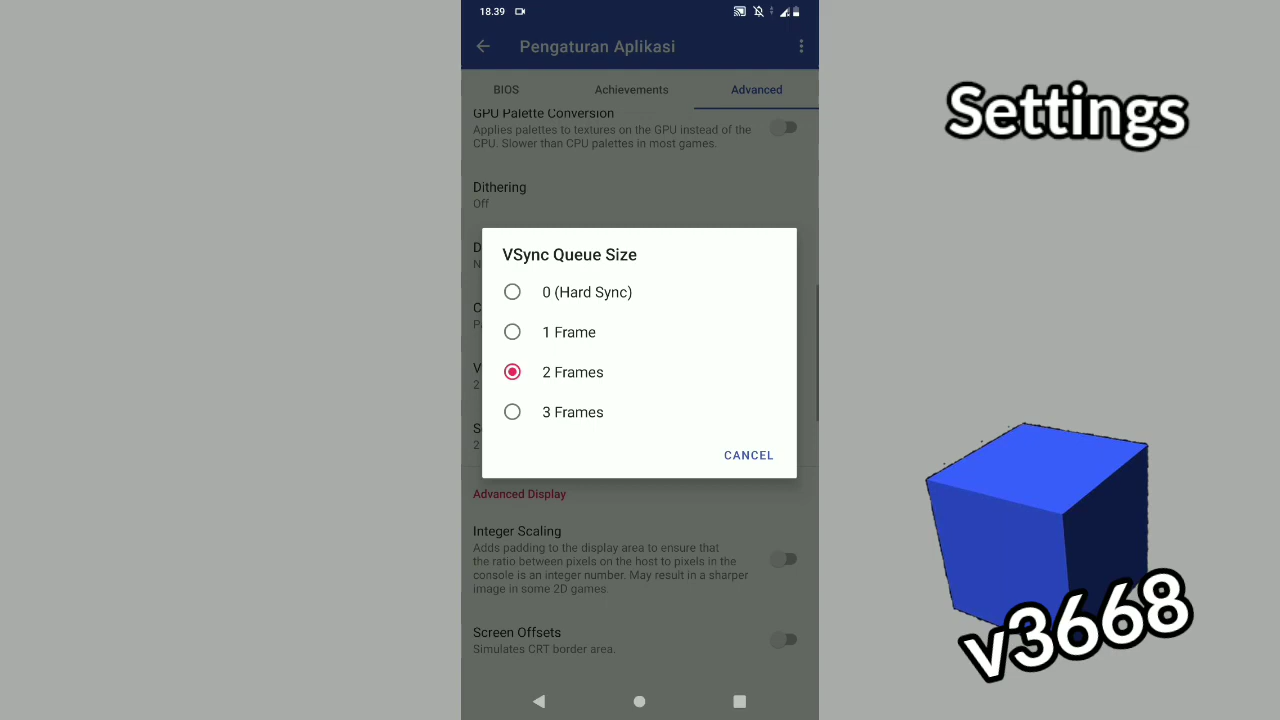 18.39
Pengaturan Aplikasi
BIOS
Achievements
Advanced
GPU Palette Conversion
Applies palettes to textures on the GPU instead of the
CPU. Slower than CPU palettes in most games.
Dithering
Off
D
N
VSync Queue Size
0 (Hard Sync)
1 Frame
2 Frames
3 Frames
CANCEL
C
P
V
2
S
2
Advanced Display
Integer Scaling
Adds padding to the display area to ensure that
the ratio between pixels on the host to pixels in the
console is an integer number. May result in a sharper
image in some 2D games.
Screen Offsets
Simulates CRT border area.
Settings
v3668